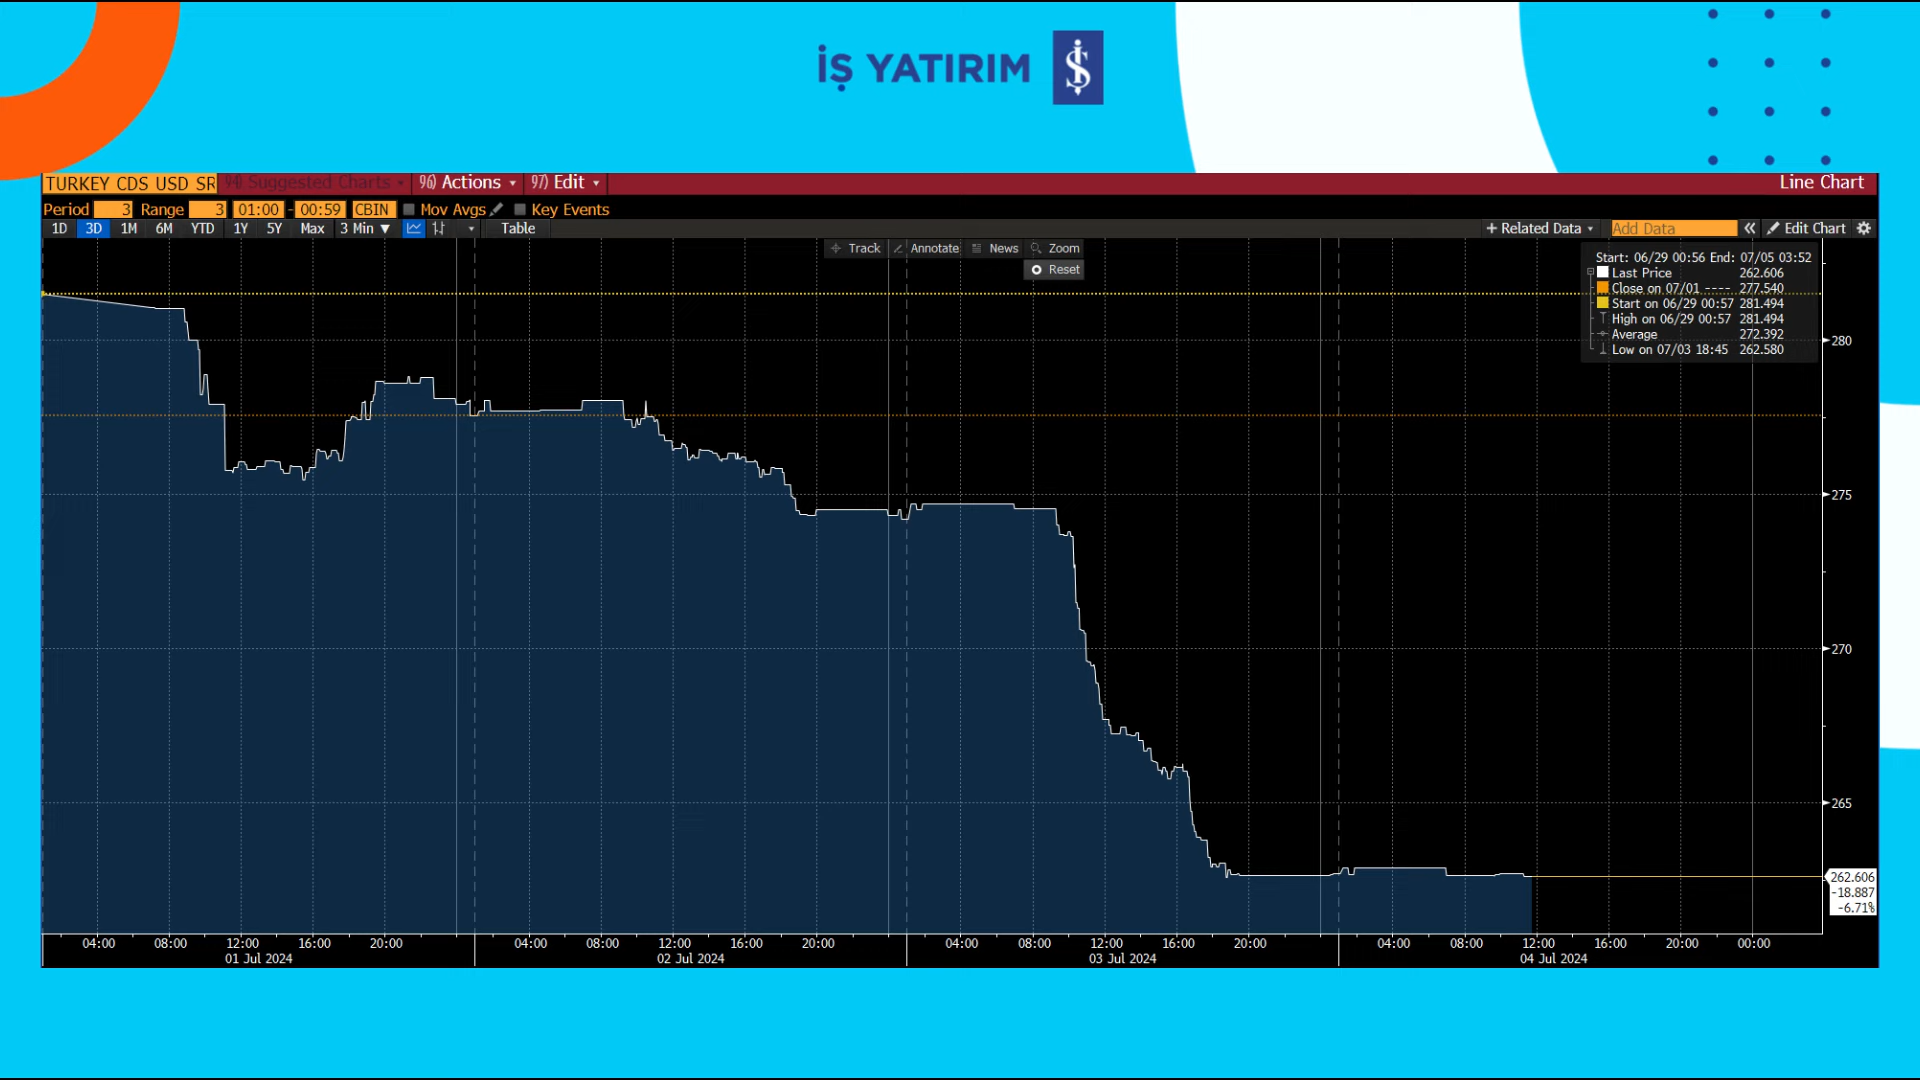 İŞ YATIRIM
TURKEY CDS USD SR 94) Suggested Charts 96) Actions 97) Edit Line Chart
Period 3 Range 3 01:00 - 00:59 CBIN Mov Avgs Key Events
1D 3D 1M 6M YTD 1Y 5Y Max 3 Min ▼ Table + Related Data Add Data « Edit Chart
Track Annotate News Zoom
Reset
Start: 06/29 00:56 End: 07/05 03:52
Last Price 262.606
Close on 07/01 ---- 277.540
Start on 06/29 00:57 281.494
High on 06/29 00:57 281.494
Average 272.392
Low on 07/03 18:45 262.580
280
275
270
265
262.606
-18.887
-6.71%
04:00 08:00 12:00 16:00 20:00 04:00 08:00 12:00 16:00 20:00 04:00 08:00 12:00 16:00 20:00 04:00 08:00 12:00 16:00 20:00 00:00
01 Jul 2024 02 Jul 2024 03 Jul 2024 04 Jul 2024